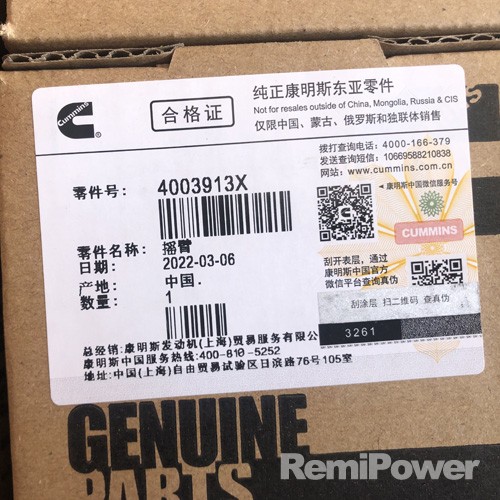 纯正康明斯东亚零件
Not for resales outside of China, Mongolia, Russia & CIS
仅限中国、蒙古、俄罗斯和独联体销售
Cummins
®
合格证
拨打查询电话：4000-166-379
发送查询短信：10669588210838
网站：www.cummins.com.cn
康明斯中国微信服务号
零件号： 4003913X
CUMMINS
零件名称： 摇臂
日期： 2022-03-06
产地： 中国.
数量： 1
刮开表层，通过
康明斯中国官方
微信平台查询真伪
刮涂层 扫二维码 查真伪
3261
总经销：康明斯发动机(上海)贸易服务有限公
康明斯中国服务热线：400-810-5252
地址：中国(上海)自由贸易试验区日滨路76号105室
GENUINE
PARTS
RemiPower